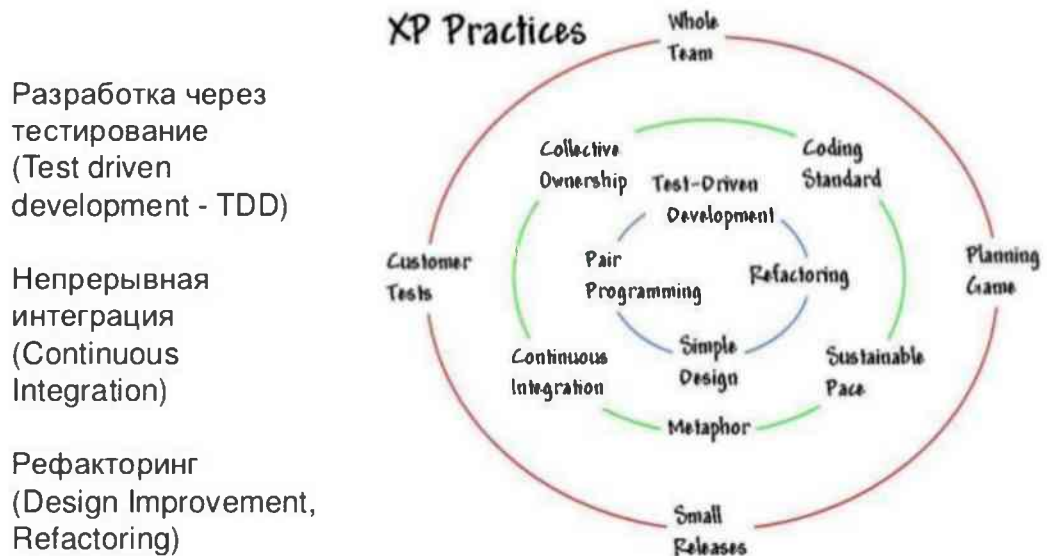 XP Practices
Разработка через
тестирование
(Test driven
development - TDD)
Непрерывная
интеграция
(Continuous
Integration)
Рефакторинг
(Design Improvement,
Refactoring)
Whole
Team
Collective
Ownership
Coding
Standard
Test-Driven
Development
Customer
Tests
Pair
Programming
Refactoring
Planning
Game
Continuous
Integration
Simple
Design
Sustainable
Pace
Metaphor
Small
Releases